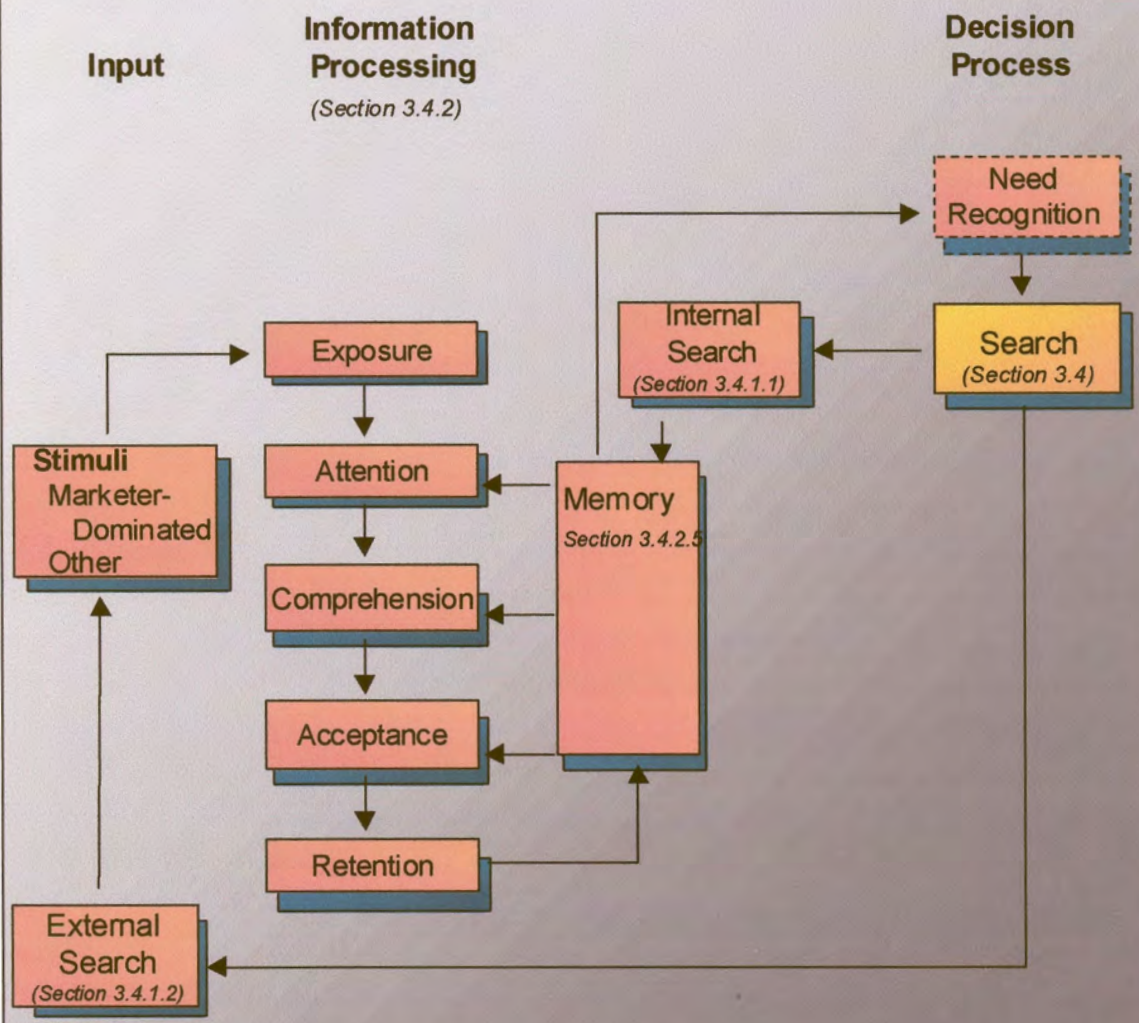 Input
Information
Processing
(Section 3.4.2)
Decision
Process
Need
Recognition
Search
(Section 3.4)
Internal
Search
(Section 3.4.1.1)
Exposure
Attention
Comprehension
Acceptance
Retention
Memory
Section 3.4.2.5
Stimuli
Marketer-
Dominated
Other
External
Search
(Section 3.4.1.2)